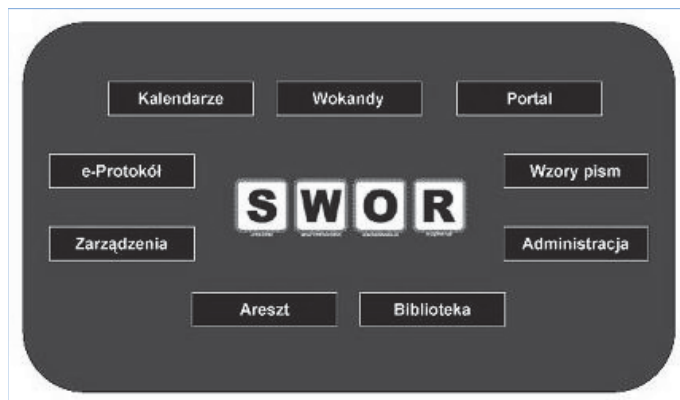 Kalendarze
Wokandy
Portal
e-Protokół
Wzory pism
SWOR
Zarządzenia
Administracja
Areszt
Biblioteka